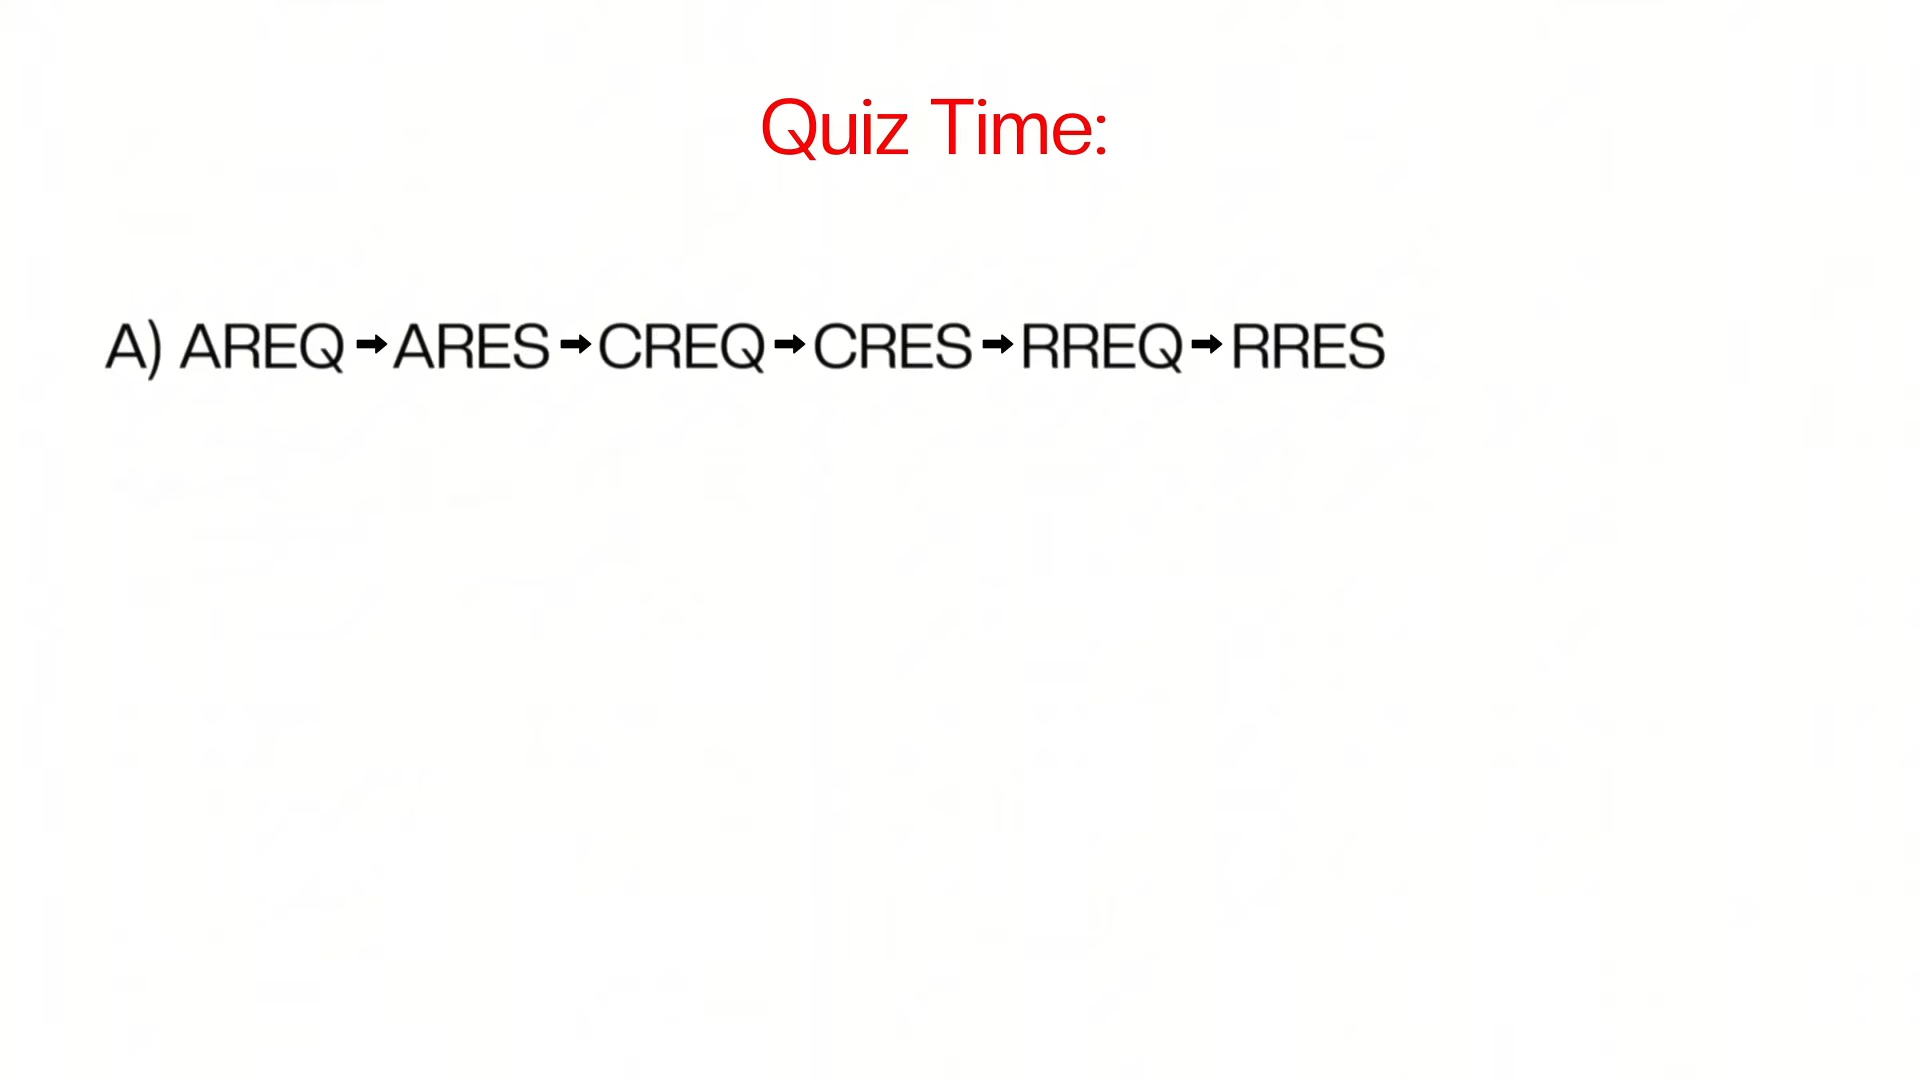 Quiz Time:
A) AREQ → ARES → CREQ → CRES → RREQ → RRES